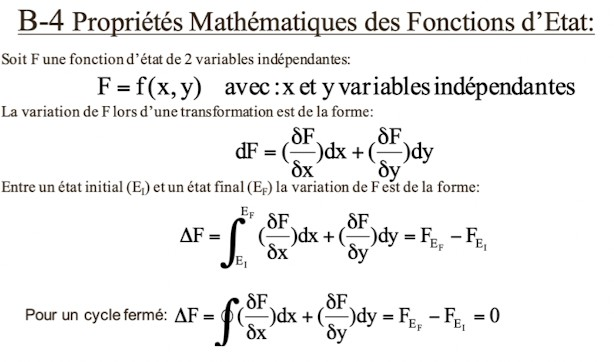 B-4 Propriétés Mathématiques des Fonctions d’Etat:
Soit F une fonction d’état de 2 variables indépendantes:
F = f(x, y) avec : x et y variables indépendantes
La variation de F lors d’une transformation est de la forme:
dF = (δF/δx)dx + (δF/δy)dy
Entre un état initial (E_I) et un état final (E_F) la variation de F est de la forme:
ΔF = ∫_{E_I}^{E_F} (δF/δx)dx + (δF/δy)dy = F_{E_F} − F_{E_I}
Pour un cycle fermé: ΔF = ∮(δF/δx)dx + (δF/δy)dy = F_{E_F} − F_{E_I} = 0